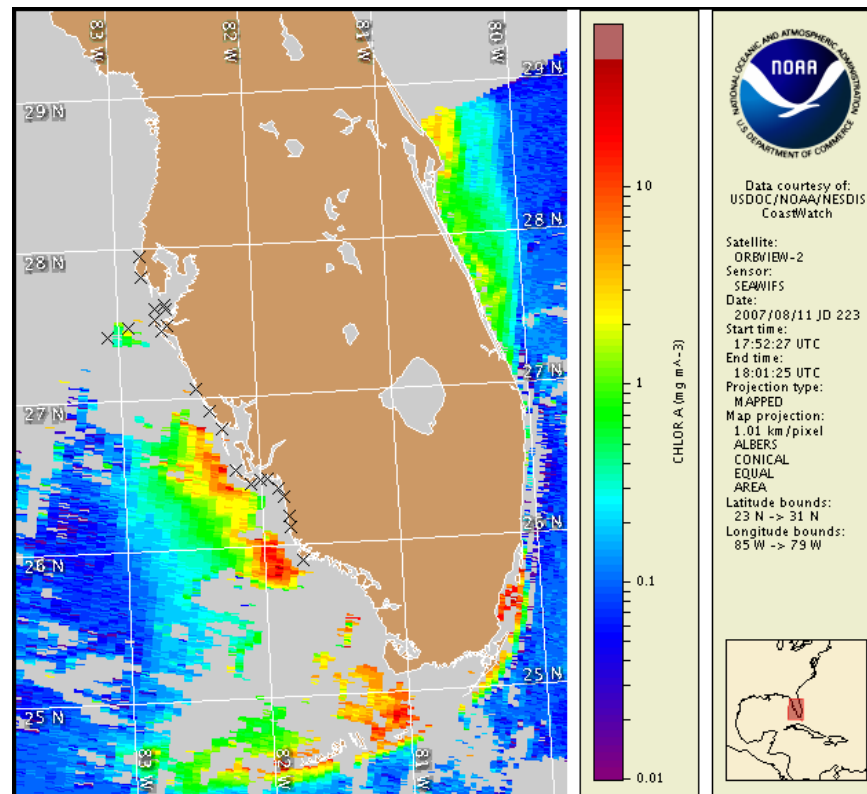 83 W
82 W
81 W
80 W
29 N
29 N
28 N
28 N
27 N
27 N
26 N
26 N
25 N
25 N
83 W
82 W
81 W
10
1
0.1
0.01
CHLOR A (mg m^-3)
NATIONAL OCEANIC AND ATMOSPHERIC ADMINISTRATION
NOAA
U.S. DEPARTMENT OF COMMERCE
Data courtesy of:
USDOC/NOAA/NESDIS
CoastWatch
Satellite:
ORBVIEW-2
Sensor:
SEAWIFS
Date:
2007/08/11 JD 223
Start time:
17:52:27 UTC
End time:
18:01:25 UTC
Projection type:
MAPPED
Map projection:
1.01 km/pixel
ALBERS
CONICAL
EQUAL
AREA
Latitude bounds:
23 N -> 31 N
Longitude bounds:
85 W -> 79 W